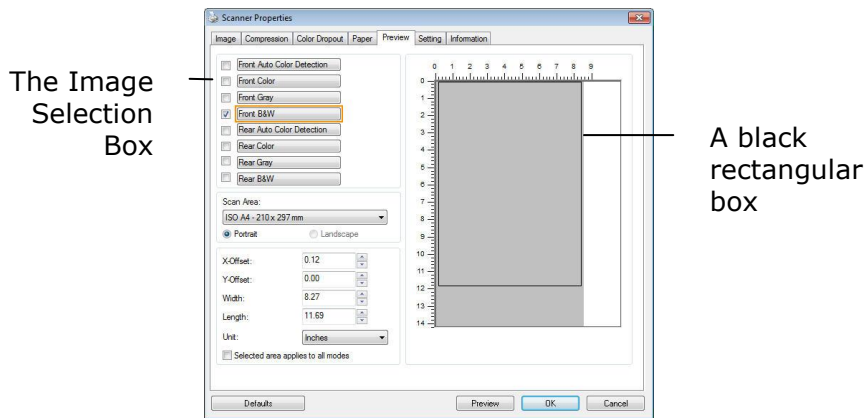 Scanner Properties
Image Compression Color Dropout Paper Preview Setting Information
The Image
Selection
Box
Front Auto Color Detection
Front Color
Front Gray
Front B&W
Rear Auto Color Detection
Rear Color
Rear Gray
Rear B&W
Scan Area:
ISO A4 - 210 x 297 mm
Portrait Landscape
X-Offset: 0.12
Y-Offset: 0.00
Width: 8.27
Length: 11.69
Unit: Inches
Selected area applies to all modes
0 1 2 3 4 5 6 7 8 9
0
1
2
3
4
5
6
7
8
9
10
11
12
13
14
A black
rectangular
box
Defaults Preview OK Cancel